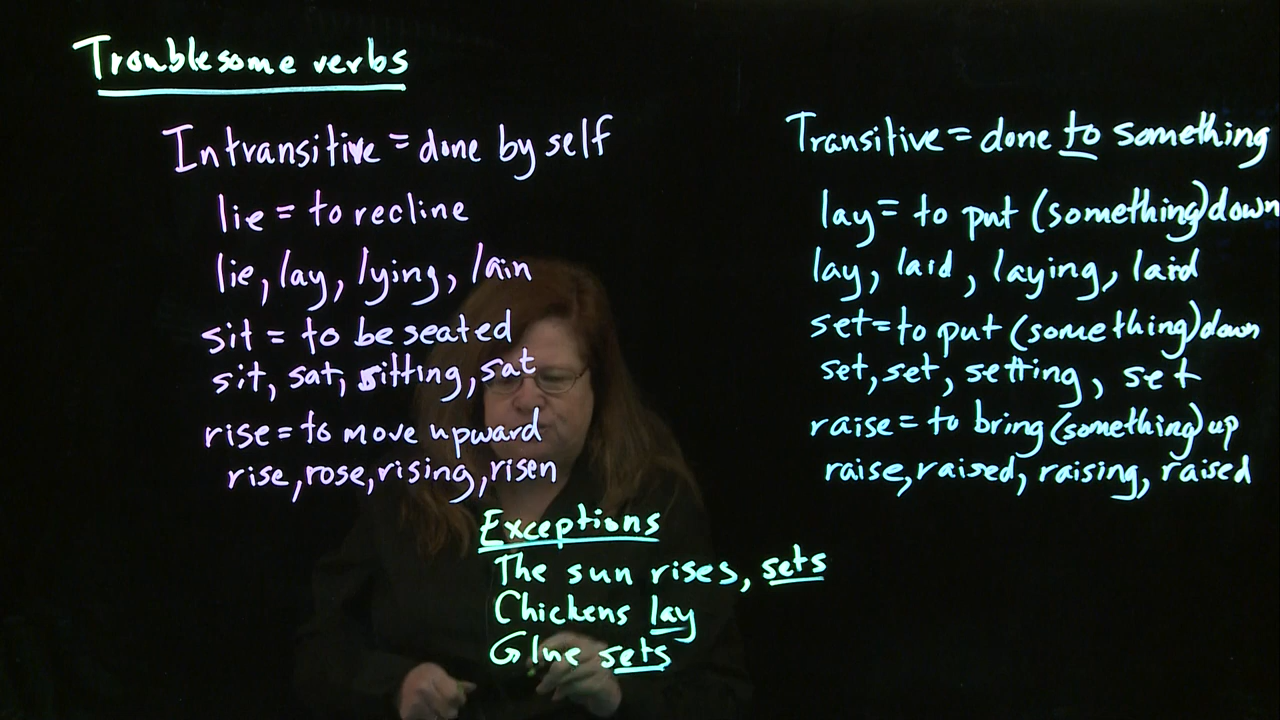 Troublesome verbs
Intransitive = done by self
lie = to recline
lie, lay, lying, lain
sit = to be seated
sit, sat, sitting, sat
rise = to move upward
rise, rose, rising, risen
Transitive = done to something
lay = to put (something) down
lay, laid, laying, laid
set = to put (something) down
set, set, setting, set
raise = to bring (something) up
raise, raised, raising, raised
Exceptions
The sun rises, sets
Chickens lay
Glue sets